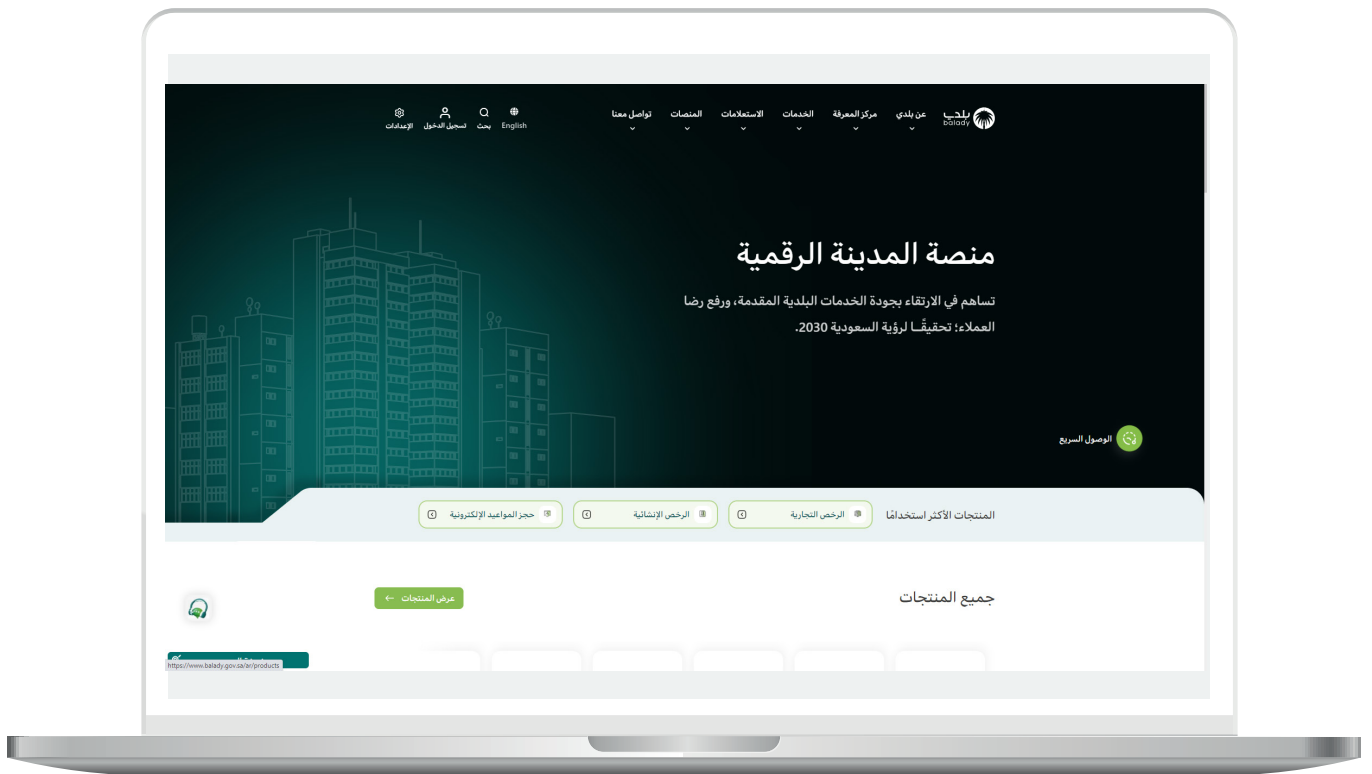 بلدي
balady
عن بلدي
مركز المعرفة
الخدمات
الاستعلامات
المنصات
تواصل معنا
English
بحث
تسجيل الدخول
الإعدادات
منصة المدينة الرقمية
تساهم في الارتقاء بجودة الخدمات البلدية المقدمة، ورفع رضا
العملاء؛ تحقيقًــا لرؤية السعودية 2030.
الوصول السريع
المنتجات الأكثر استخدامًا
الرخص التجارية
الرخص الإنشائية
حجز المواعيد الإلكترونية
جميع المنتجات
عرض المنتجات ←
https://www.balady.gov.sa/ar/products